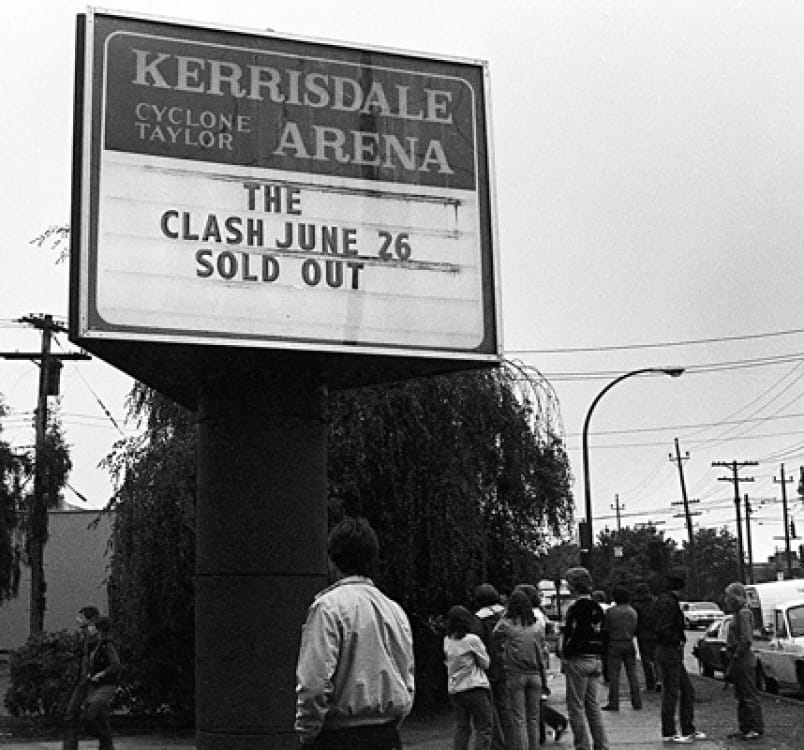 KERRISDALE
CYCLONE
TAYLOR
ARENA
THE
CLASH JUNE 26
SOLD OUT